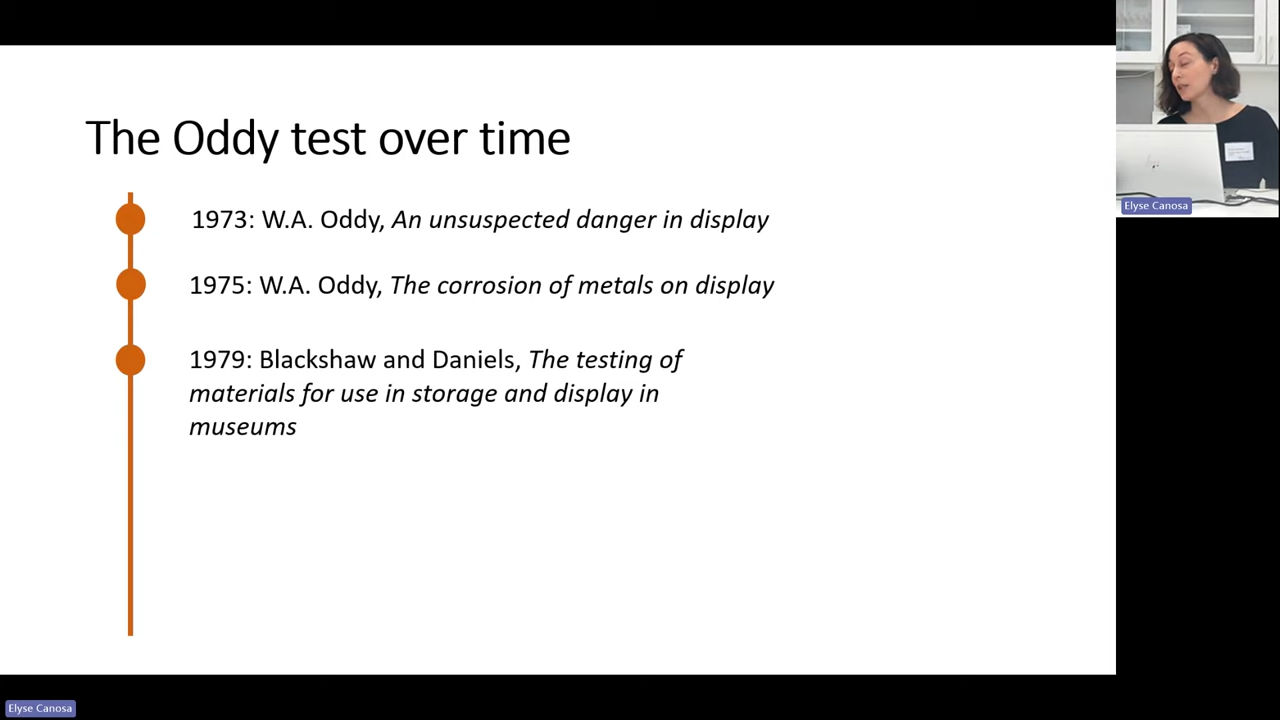 The Oddy test over time
1973: W.A. Oddy, An unsuspected danger in display
1975: W.A. Oddy, The corrosion of metals on display
1979: Blackshaw and Daniels, The testing of
materials for use in storage and display in
museums
Elyse Canosa
Elyse Canosa